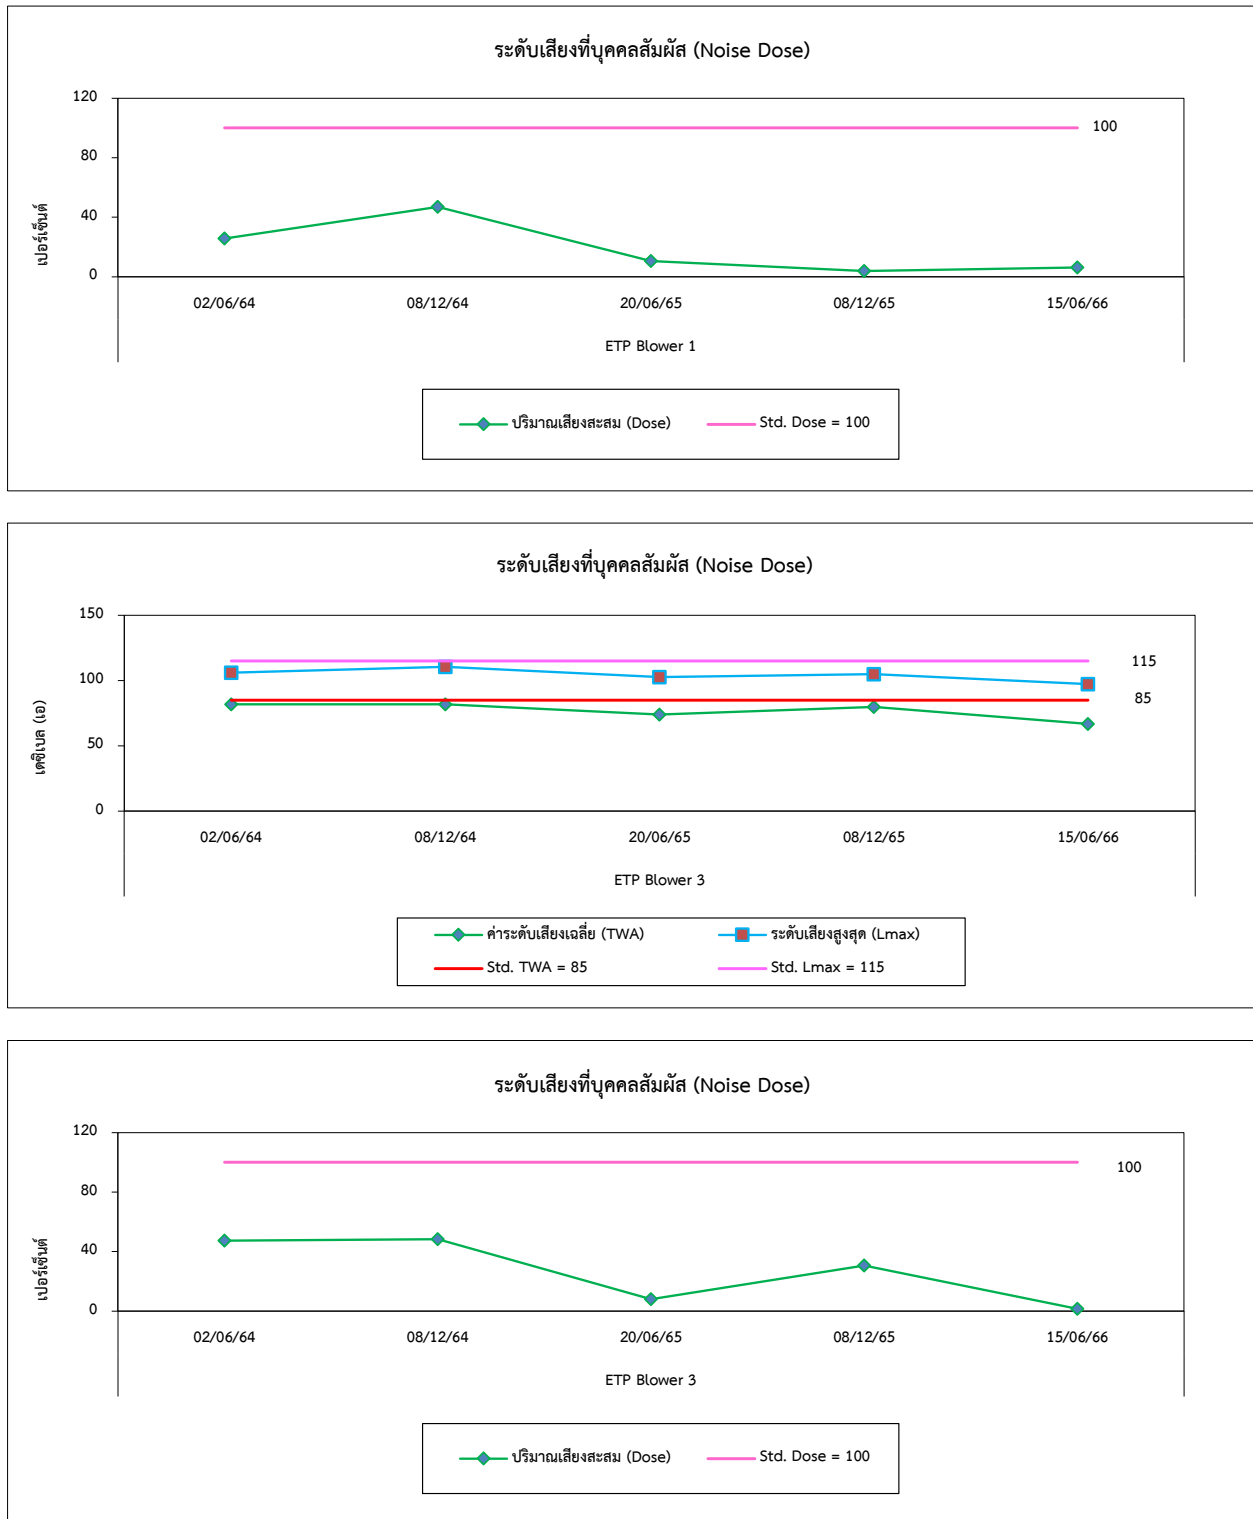 ระดับเสียงที่บุคคลสัมผัส (Noise Dose)
120
100
80
เปอร์เซ็นต์
40
0
02/06/64 08/12/64 20/06/65 08/12/65 15/06/66
ETP Blower 1
ปริมาณเสียงสะสม (Dose) Std. Dose = 100
ระดับเสียงที่บุคคลสัมผัส (Noise Dose)
150
115
100
85
เดซิเบล (เอ)
50
0
02/06/64 08/12/64 20/06/65 08/12/65 15/06/66
ETP Blower 3
ค่าระดับเสียงเฉลี่ย (TWA) ระดับเสียงสูงสุด (Lmax)
Std. TWA = 85 Std. Lmax = 115
ระดับเสียงที่บุคคลสัมผัส (Noise Dose)
120
100
80
เปอร์เซ็นต์
40
0
02/06/64 08/12/64 20/06/65 08/12/65 15/06/66
ETP Blower 3
ปริมาณเสียงสะสม (Dose) Std. Dose = 100